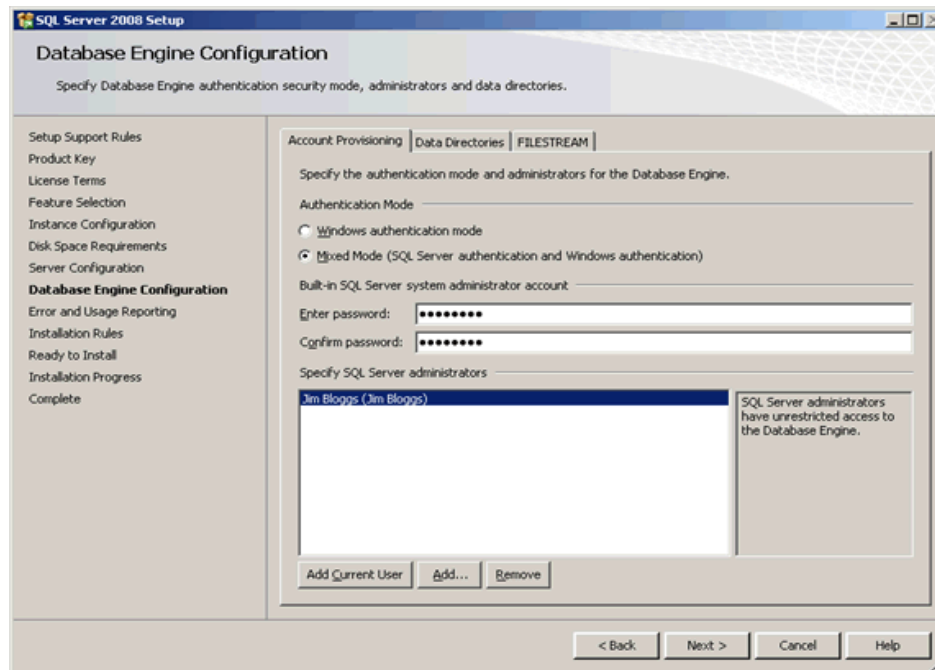 SQL Server 2008 Setup
Database Engine Configuration
Specify Database Engine authentication security mode, administrators and data directories.
Setup Support Rules
Product Key
License Terms
Feature Selection
Instance Configuration
Disk Space Requirements
Server Configuration
Database Engine Configuration
Error and Usage Reporting
Installation Rules
Ready to Install
Installation Progress
Complete
Account Provisioning Data Directories FILESTREAM
Specify the authentication mode and administrators for the Database Engine.
Authentication Mode
Windows authentication mode
Mixed Mode (SQL Server authentication and Windows authentication)
Built-in SQL Server system administrator account
Enter password: ●●●●●●●●
Confirm password: ●●●●●●●●
Specify SQL Server administrators
Jim Bloggs (Jim Bloggs)
SQL Server administrators
have unrestricted access to
the Database Engine.
Add Current User Add... Remove
< Back Next > Cancel Help